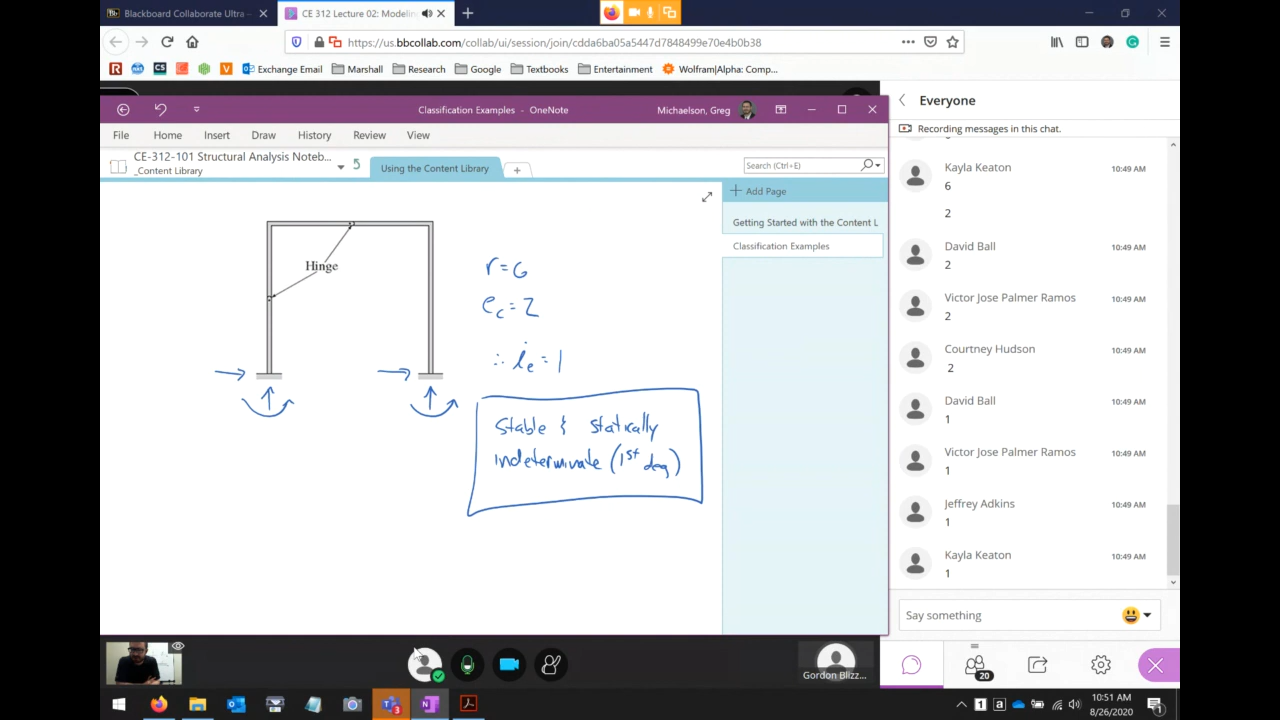 Blackboard Collaborate Ultra
CE 312 Lecture 02: Modelin
https://us.bbcollab.com/collab/ui/session/join/cdda6ba05a5447d7848499e70e4b0b38
Exchange Email Marshall Research Google Textbooks Entertainment Wolfram|Alpha: Comp...
Classification Examples - OneNote
Michaelson, Greg
File Home Insert Draw History Review View
CE-312-101 Structural Analysis Noteb...
_Content Library
Using the Content Library
Search (Ctrl+E)
Add Page
Getting Started with the Content L
Classification Examples
Hinge
r=6
ec=2
∴ ie=1
Stable & statically
indeterminate (1st deg)
Everyone
Recording messages in this chat.
Kayla Keaton 10:49 AM
6
2
David Ball 10:49 AM
2
Victor Jose Palmer Ramos 10:49 AM
2
Courtney Hudson 10:49 AM
2
David Ball 10:49 AM
1
Victor Jose Palmer Ramos 10:49 AM
1
Jeffrey Adkins 10:49 AM
1
Kayla Keaton 10:49 AM
1
Say something
Gordon Blizz...
20
10:51 AM
8/26/2020